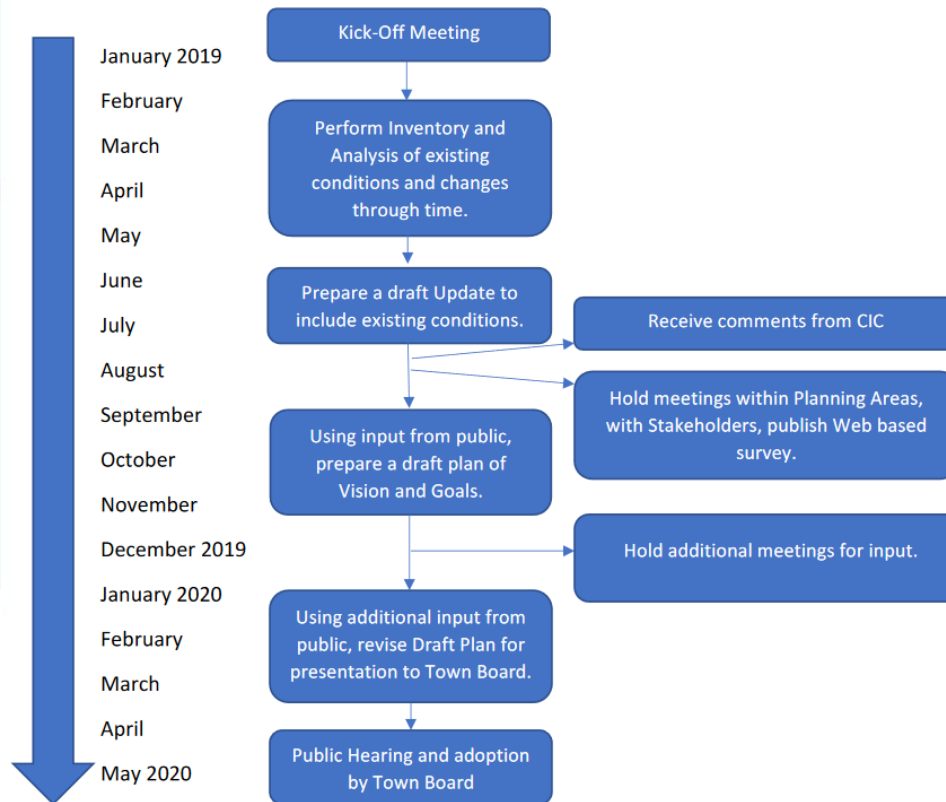 January 2019
February
March
April
May
June
July
August
September
October
November
December 2019
January 2020
February
March
April
May 2020
Kick-Off Meeting
Perform Inventory and
Analysis of existing
conditions and changes
through time.
Prepare a draft Update to
include existing conditions.
Receive comments from CIC
Hold meetings within Planning Areas,
with Stakeholders, publish Web based
survey.
Using input from public,
prepare a draft plan of
Vision and Goals.
Hold additional meetings for input.
Using additional input from
public, revise Draft Plan for
presentation to Town Board.
Public Hearing and adoption
by Town Board